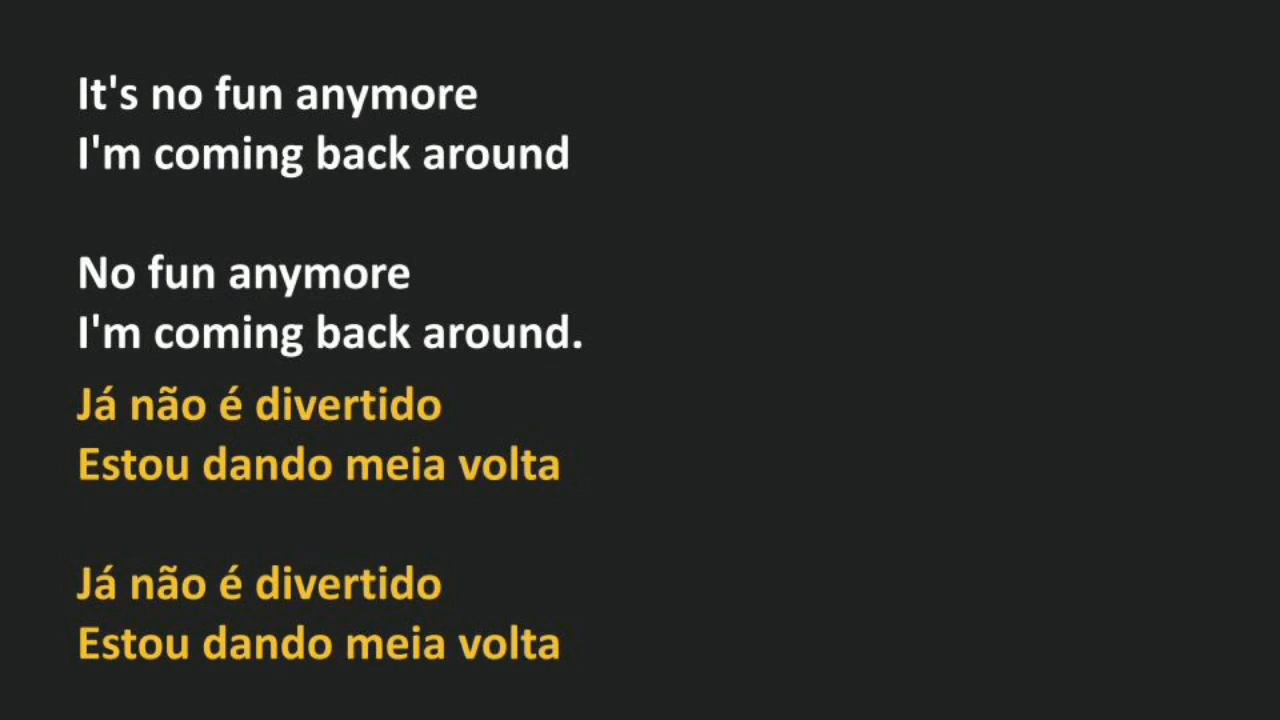 It's no fun anymore
I'm coming back around
No fun anymore
I'm coming back around.
Já não é divertido
Estou dando meia volta
Já não é divertido
Estou dando meia volta